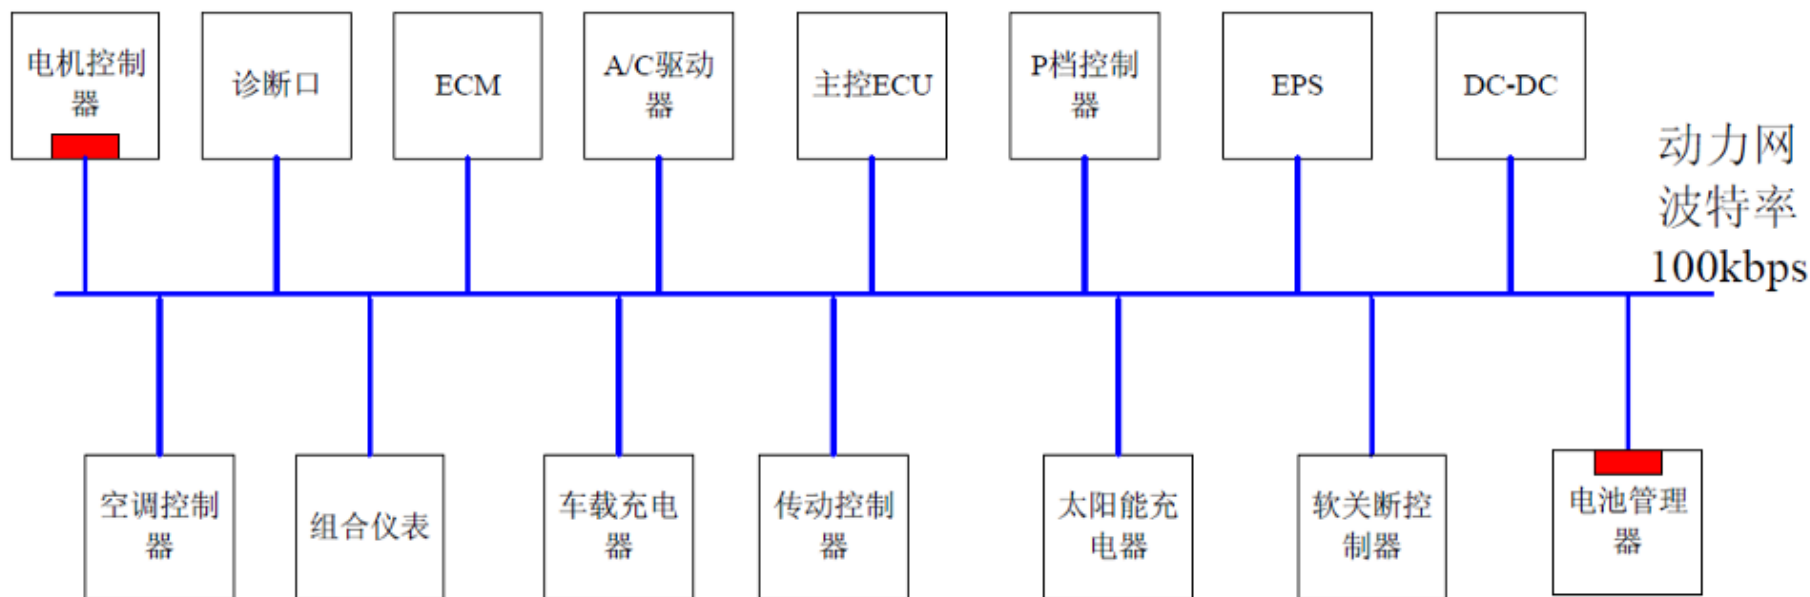 电机控制
器
诊断口
ECM
A/C驱动
器
主控ECU
P档控制
器
EPS
DC-DC
动力网
波特率
100kbps
空调控制
器
组合仪表
车载充电
器
传动控制
器
太阳能充
电器
软关断控
制器
电池管理
器